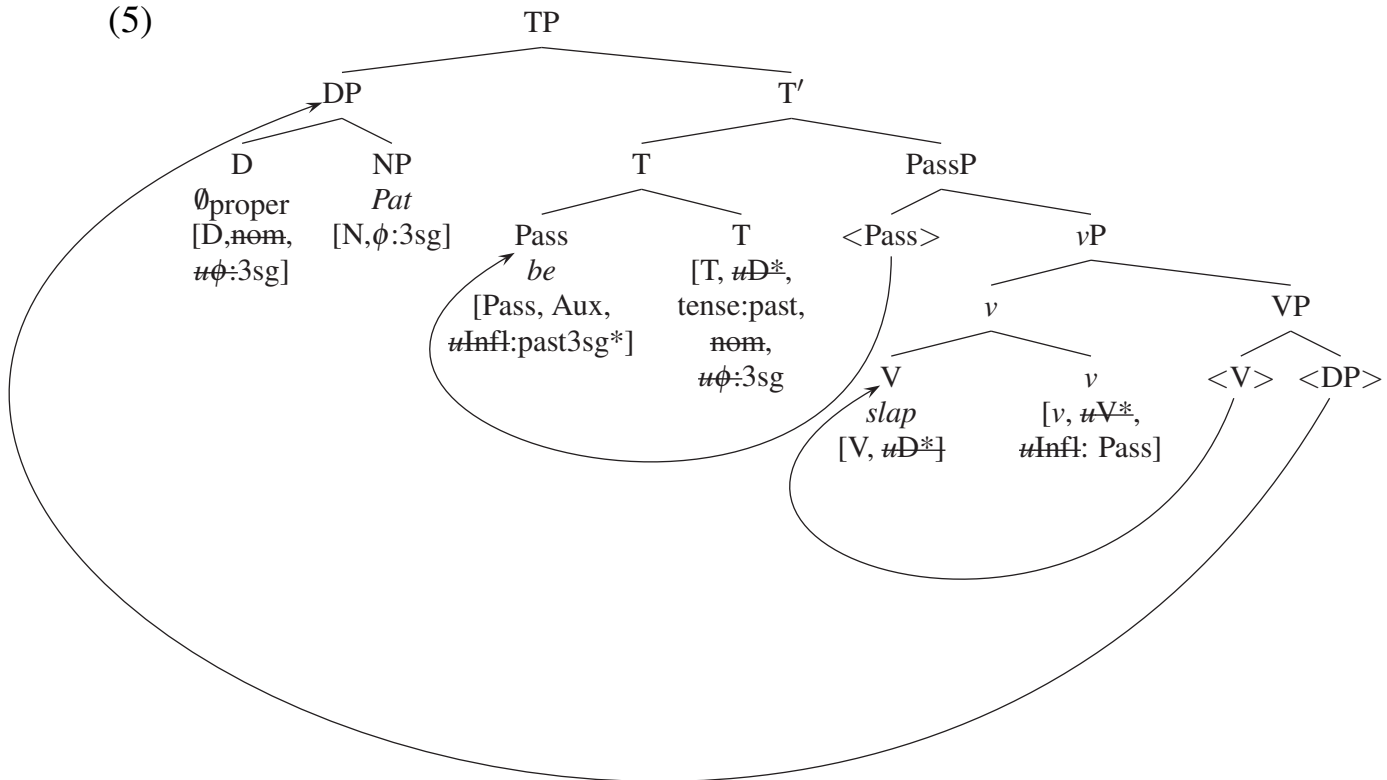 (5)
TP
DP T′
D NP T PassP
∅proper Pat
[D,nom, [N,ϕ:3sg] Pass T <Pass> vP
uϕ:3sg] be [T, uD*,
[Pass, Aux, tense:past, v VP
uInfl:past3sg*] nom,
uϕ:3sg V v <V> <DP>
slap [v, uV*,
[V, uD*] uInfl: Pass]